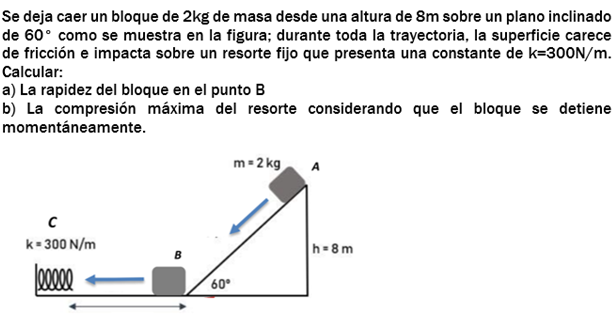 Se deja caer un bloque de 2kg de masa desde una altura de 8m sobre un plano inclinado
de 60° como se muestra en la figura; durante toda la trayectoria, la superficie carece
de fricción e impacta sobre un resorte fijo que presenta una constante de k=300N/m.
Calcular:
a) La rapidez del bloque en el punto B
b) La compresión máxima del resorte considerando que el bloque se detiene
momentáneamente.
m = 2 kg
A
C
k = 300 N/m
B
h = 8 m
60°